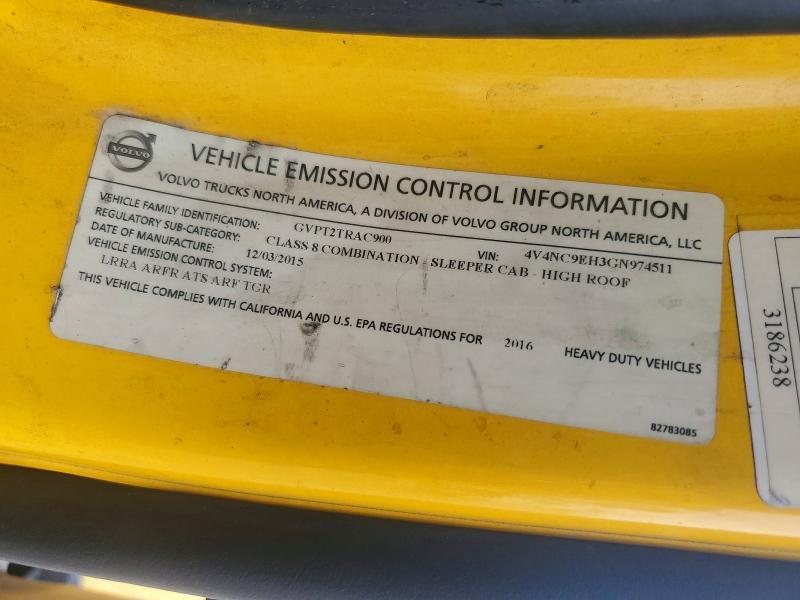 VOLVO
VEHICLE EMISSION CONTROL INFORMATION
VOLVO TRUCKS NORTH AMERICA, A DIVISION OF VOLVO GROUP NORTH AMERICA, LLC
VEHICLE FAMILY IDENTIFICATION: GVPT2TRAC900 VIN: 4V4NC9EH3GN974511
REGULATORY SUB-CATEGORY: CLASS 8 COMBINATION - SLEEPER CAB - HIGH ROOF
DATE OF MANUFACTURE: 12/03/2015
VEHICLE EMISSION CONTROL SYSTEM:
LRRA ARFR ATS ARF TGR
THIS VEHICLE COMPLIES WITH CALIFORNIA AND U.S. EPA REGULATIONS FOR 2016 HEAVY DUTY VEHICLES
82783085
3186238